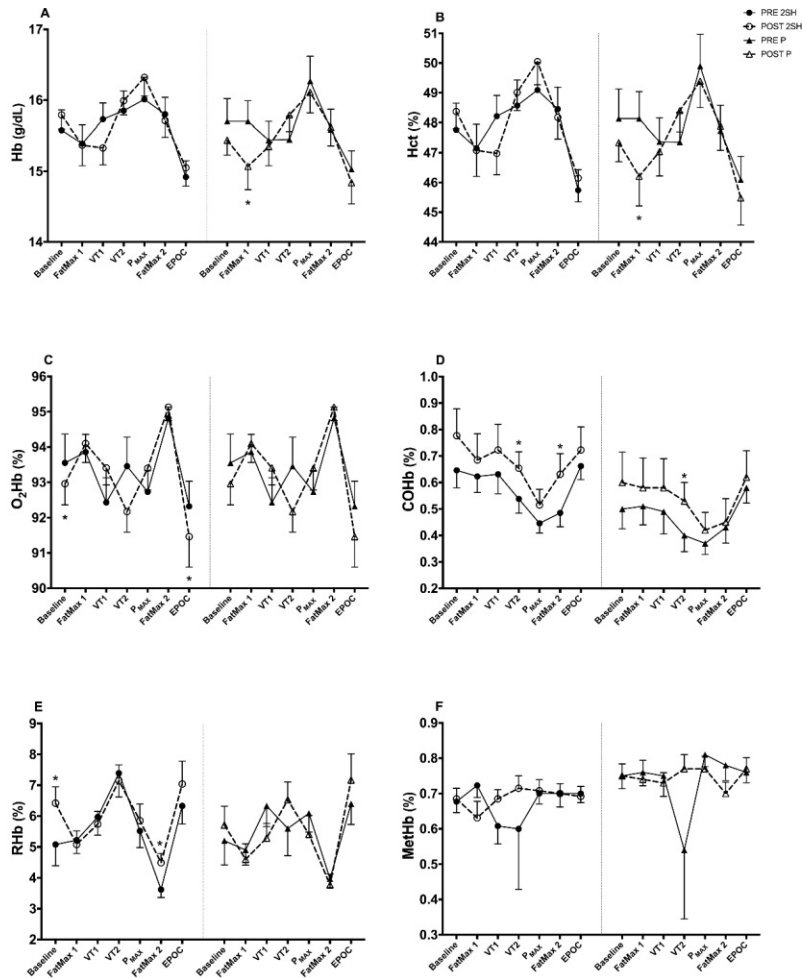 A
B
PRE 2SH
POST 2SH
PRE P
POST P
Hb (g/dL)
17
16
15
14
*
Baseline
FatMax 1
VT1
VT2
PMAX
FatMax 2
EPOC
Baseline
FatMax 1
VT1
VT2
PMAX
FatMax 2
EPOC
Hct (%)
51
50
49
48
47
46
45
44
*
Baseline
FatMax 1
VT1
VT2
PMAX
FatMax 2
EPOC
Baseline
FatMax 1
VT1
VT2
PMAX
FatMax 2
EPOC
C
O2Hb (%)
96
95
94
93
92
91
90
*
*
Baseline
FatMax 1
VT1
VT2
PMAX
FatMax 2
EPOC
Baseline
FatMax 1
VT1
VT2
PMAX
FatMax 2
EPOC
D
COHb (%)
1.0
0.9
0.8
0.7
0.6
0.5
0.4
0.3
0.2
*
*
*
Baseline
FatMax 1
VT1
VT2
PMAX
FatMax 2
EPOC
Baseline
FatMax 1
VT1
VT2
PMAX
FatMax 2
EPOC
E
RHb (%)
9
8
7
6
5
4
3
2
*
*
Baseline
FatMax 1
VT1
VT2
PMAX
FatMax 2
EPOC
Baseline
FatMax 1
VT1
VT2
PMAX
FatMax 2
EPOC
F
MetHb (%)
0.9
0.8
0.7
0.6
0.5
0.4
0.3
Baseline
FatMax 1
VT1
VT2
PMAX
FatMax 2
EPOC
Baseline
FatMax 1
VT1
VT2
PMAX
FatMax 2
EPOC